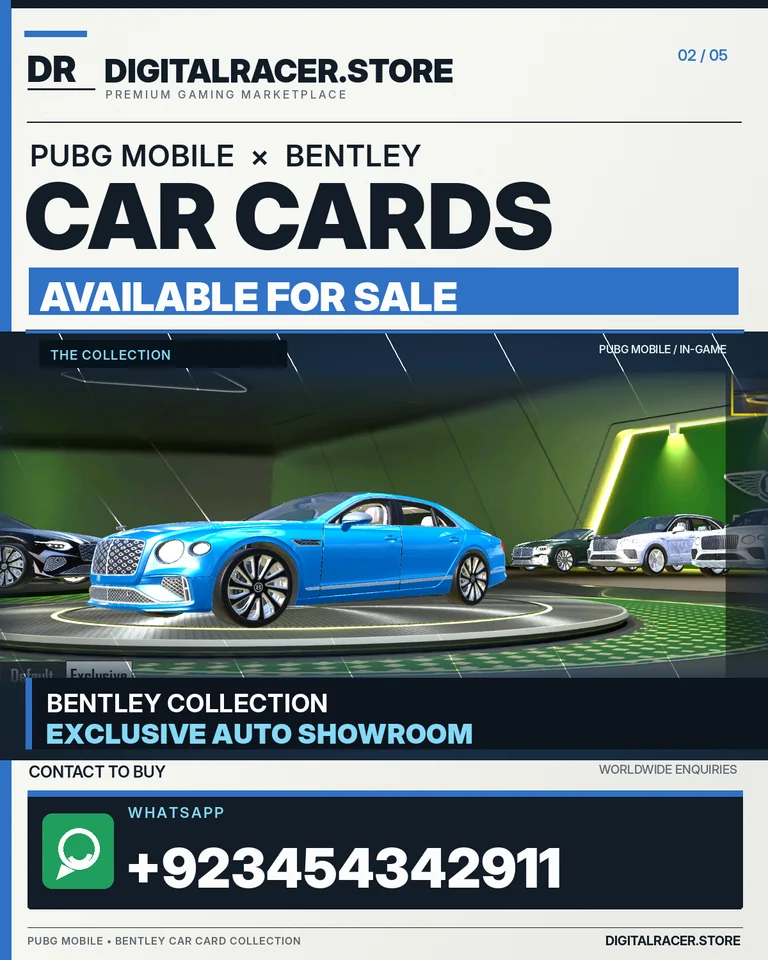 DR DIGITALRACER.STORE
PREMIUM GAMING MARKETPLACE
02 / 05
PUBG MOBILE × BENTLEY
CAR CARDS
AVAILABLE FOR SALE
THE COLLECTION
PUBG MOBILE / IN-GAME
Default Exclusive
BENTLEY COLLECTION
EXCLUSIVE AUTO SHOWROOM
CONTACT TO BUY
WORLDWIDE ENQUIRIES
WHATSAPP
+923454342911
PUBG MOBILE • BENTLEY CAR CARD COLLECTION
DIGITALRACER.STORE